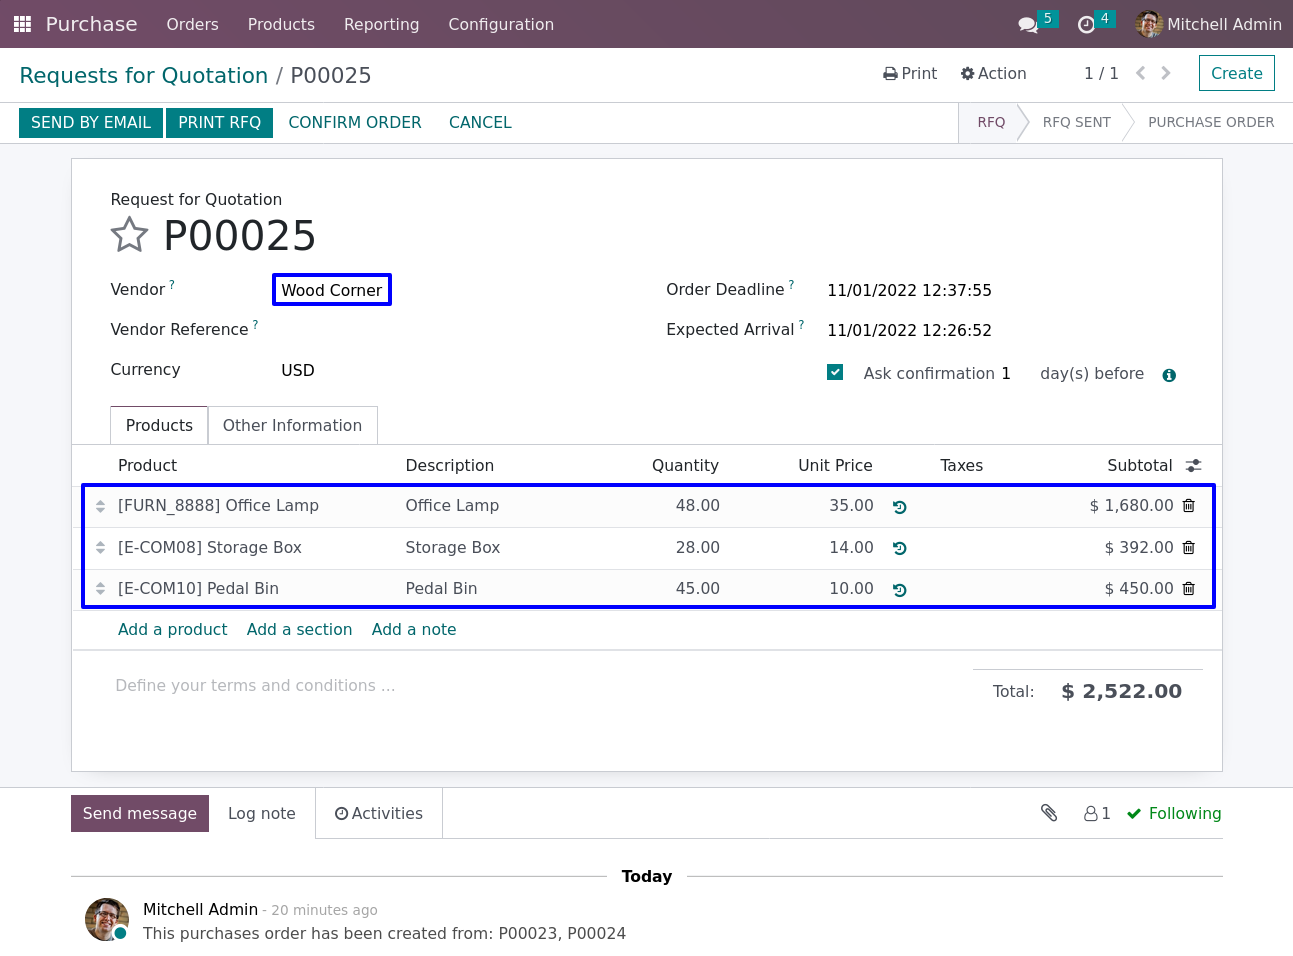 Purchase Orders Products Reporting Configuration 5 4 Mitchell Admin
Requests for Quotation / P00025 Print Action 1 / 1 Create
SEND BY EMAIL PRINT RFQ CONFIRM ORDER CANCEL RFQ RFQ SENT PURCHASE ORDER
Request for Quotation
P00025
Vendor ? Wood Corner Order Deadline ? 11/01/2022 12:37:55
Vendor Reference ? Expected Arrival ? 11/01/2022 12:26:52
Currency USD Ask confirmation 1 day(s) before
Products Other Information
Product Description Quantity Unit Price Taxes Subtotal
[FURN_8888] Office Lamp Office Lamp 48.00 35.00 $ 1,680.00
[E-COM08] Storage Box Storage Box 28.00 14.00 $ 392.00
[E-COM10] Pedal Bin Pedal Bin 45.00 10.00 $ 450.00
Add a product Add a section Add a note
Define your terms and conditions ... Total: $ 2,522.00
Send message Log note Activities 1 Following
Today
Mitchell Admin - 20 minutes ago
This purchases order has been created from: P00023, P00024